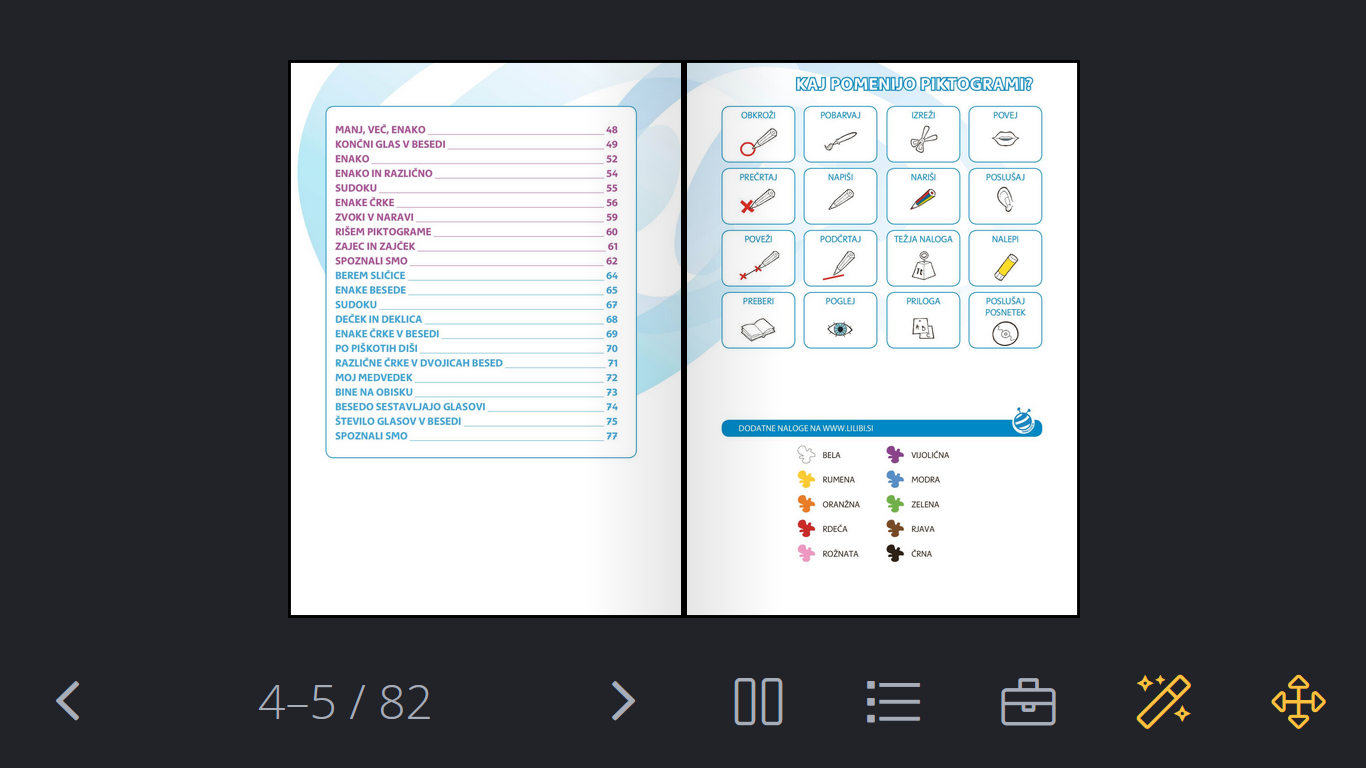 MANJ, VEČ, ENAKO 48
KONČNI GLAS V BESEDI 49
ENAKO 52
ENAKO IN RAZLIČNO 54
SUDOKU 55
ENAKE ČRKE 56
ZVOKI V NARAVI 59
RIŠEM PIKTOGRAME 60
ZAJEC IN ZAJČEK 61
SPOZNALI SMO 62
BEREM SLIČICE 64
ENAKE BESEDE 65
SUDOKU 67
DEČEK IN DEKLICA 68
ENAKE ČRKE V BESEDI 69
PO PIŠKOTIH DIŠI 70
RAZLIČNE ČRKE V DVOJICAH BESED 71
MOJ MEDVEDEK 72
BINE NA OBISKU 73
BESEDO SESTAVLJAJO GLASOVI 74
ŠTEVILO GLASOV V BESEDI 75
SPOZNALI SMO 77
KAJ POMENIJO PIKTOGRAMI?
OBKROŽI POBARVAJ IZREŽI POVEJ
PREČRTAJ NAPIŠI NARIŠI POSLUŠAJ
POVEŽI PODČRTAJ TEŽJA NALOGA NALEPI
1t
PREBERI POGLEJ PRILOGA POSLUŠAJ
POSNETEK
A B
DODATNE NALOGE NA WWW.LILIBI.SI
BELA VIJOLIČNA
RUMENA MODRA
ORANŽNA ZELENA
RDEČA RJAVA
ROŽNATA ČRNA
4–5 / 82